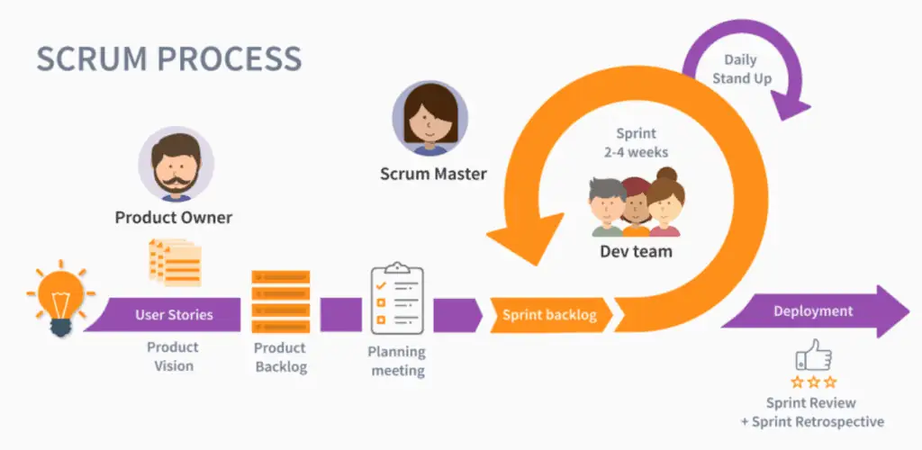 SCRUM PROCESS
Product Owner
Scrum Master
Daily
Stand Up
Sprint
2-4 weeks
Dev team
User Stories
Product
Vision
Product
Backlog
Planning
meeting
Sprint backlog
Deployment
Sprint Review
+ Sprint Retrospective